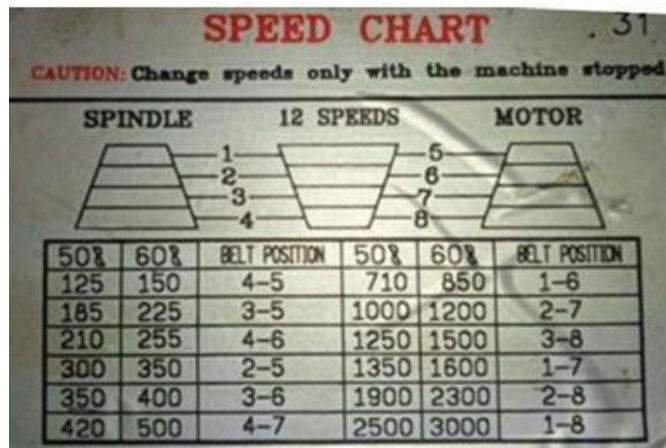 SPEED CHART . 31
CAUTION: Change speeds only with the machine stopped
SPINDLE 12 SPEEDS MOTOR
1 5
2 6
3 7
4 8
50% 60% BELT POSITION 50% 60% BELT POSITION
125 150 4-5 710 850 1-6
185 225 3-5 1000 1200 2-7
210 255 4-6 1250 1500 3-8
300 350 2-5 1350 1600 1-7
350 400 3-6 1900 2300 2-8
420 500 4-7 2500 3000 1-8